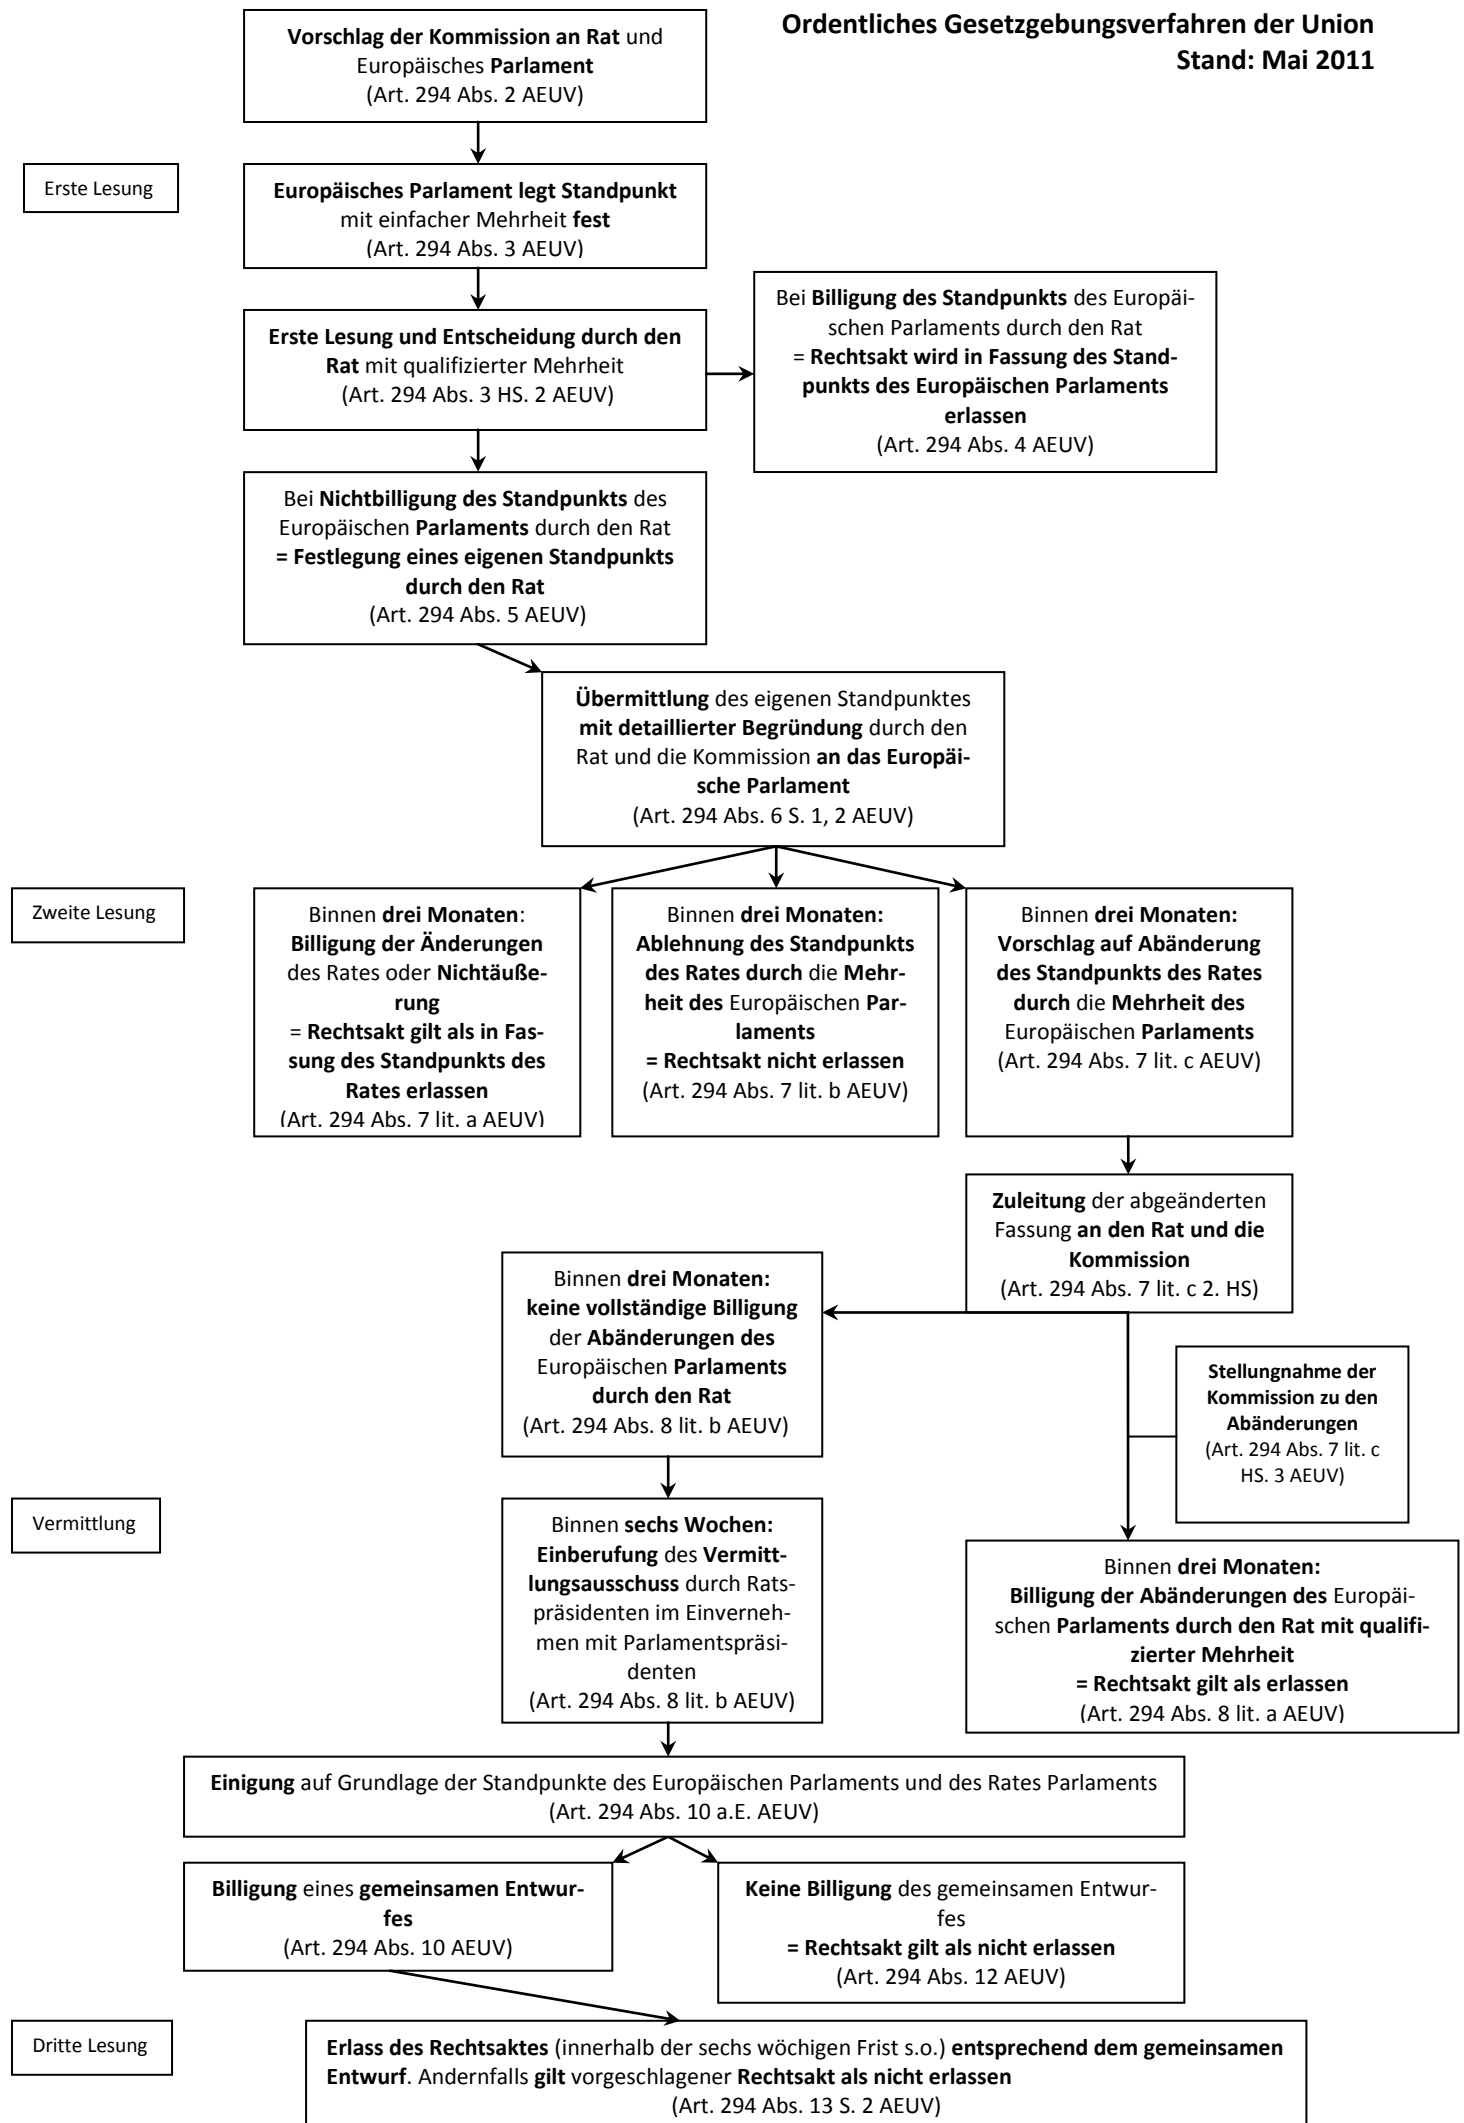 Ordentliches Gesetzgebungsverfahren der Union
Stand: Mai 2011
Vorschlag der Kommission an Rat und
Europäisches Parlament
(Art. 294 Abs. 2 AEUV)
Erste Lesung
Europäisches Parlament legt Standpunkt
mit einfacher Mehrheit fest
(Art. 294 Abs. 3 AEUV)
Erste Lesung und Entscheidung durch den
Rat mit qualifizierter Mehrheit
(Art. 294 Abs. 3 HS. 2 AEUV)
Bei Billigung des Standpunkts des Europäi-
schen Parlaments durch den Rat
= Rechtsakt wird in Fassung des Stand-
punkts des Europäischen Parlaments
erlassen
(Art. 294 Abs. 4 AEUV)
Bei Nichtbilligung des Standpunkts des
Europäischen Parlaments durch den Rat
= Festlegung eines eigenen Standpunkts
durch den Rat
(Art. 294 Abs. 5 AEUV)
Übermittlung des eigenen Standpunktes
mit detaillierter Begründung durch den
Rat und die Kommission an das Europäi-
sche Parlament
(Art. 294 Abs. 6 S. 1, 2 AEUV)
Zweite Lesung
Binnen drei Monaten:
Billigung der Änderungen
des Rates oder Nichtäuße-
rung
= Rechtsakt gilt als in Fas-
sung des Standpunkts des
Rates erlassen
(Art. 294 Abs. 7 lit. a AEUV)
Binnen drei Monaten:
Ablehnung des Standpunkts
des Rates durch die Mehr-
heit des Europäischen Par-
laments
= Rechtsakt nicht erlassen
(Art. 294 Abs. 7 lit. b AEUV)
Binnen drei Monaten:
Vorschlag auf Abänderung
des Standpunkts des Rates
durch die Mehrheit des
Europäischen Parlaments
(Art. 294 Abs. 7 lit. c AEUV)
Zuleitung der abgeänderten
Fassung an den Rat und die
Kommission
(Art. 294 Abs. 7 lit. c 2. HS)
Binnen drei Monaten:
keine vollständige Billigung
der Abänderungen des
Europäischen Parlaments
durch den Rat
(Art. 294 Abs. 8 lit. b AEUV)
Stellungnahme der
Kommission zu den
Abänderungen
(Art. 294 Abs. 7 lit. c
HS. 3 AEUV)
Vermittlung
Binnen sechs Wochen:
Einberufung des Vermitt-
lungsausschuss durch Rats-
präsidenten im Einverneh-
men mit Parlamentspräsi-
denten
(Art. 294 Abs. 8 lit. b AEUV)
Binnen drei Monaten:
Billigung der Abänderungen des Europäi-
schen Parlaments durch den Rat mit qualifi-
zierter Mehrheit
= Rechtsakt gilt als erlassen
(Art. 294 Abs. 8 lit. a AEUV)
Einigung auf Grundlage der Standpunkte des Europäischen Parlaments und des Rates Parlaments
(Art. 294 Abs. 10 a.E. AEUV)
Billigung eines gemeinsamen Entwur-
fes
(Art. 294 Abs. 10 AEUV)
Keine Billigung des gemeinsamen Entwur-
fes
= Rechtsakt gilt als nicht erlassen
(Art. 294 Abs. 12 AEUV)
Dritte Lesung
Erlass des Rechtsaktes (innerhalb der sechs wöchigen Frist s.o.) entsprechend dem gemeinsamen
Entwurf. Andernfalls gilt vorgeschlagener Rechtsakt als nicht erlassen
(Art. 294 Abs. 13 S. 2 AEUV)